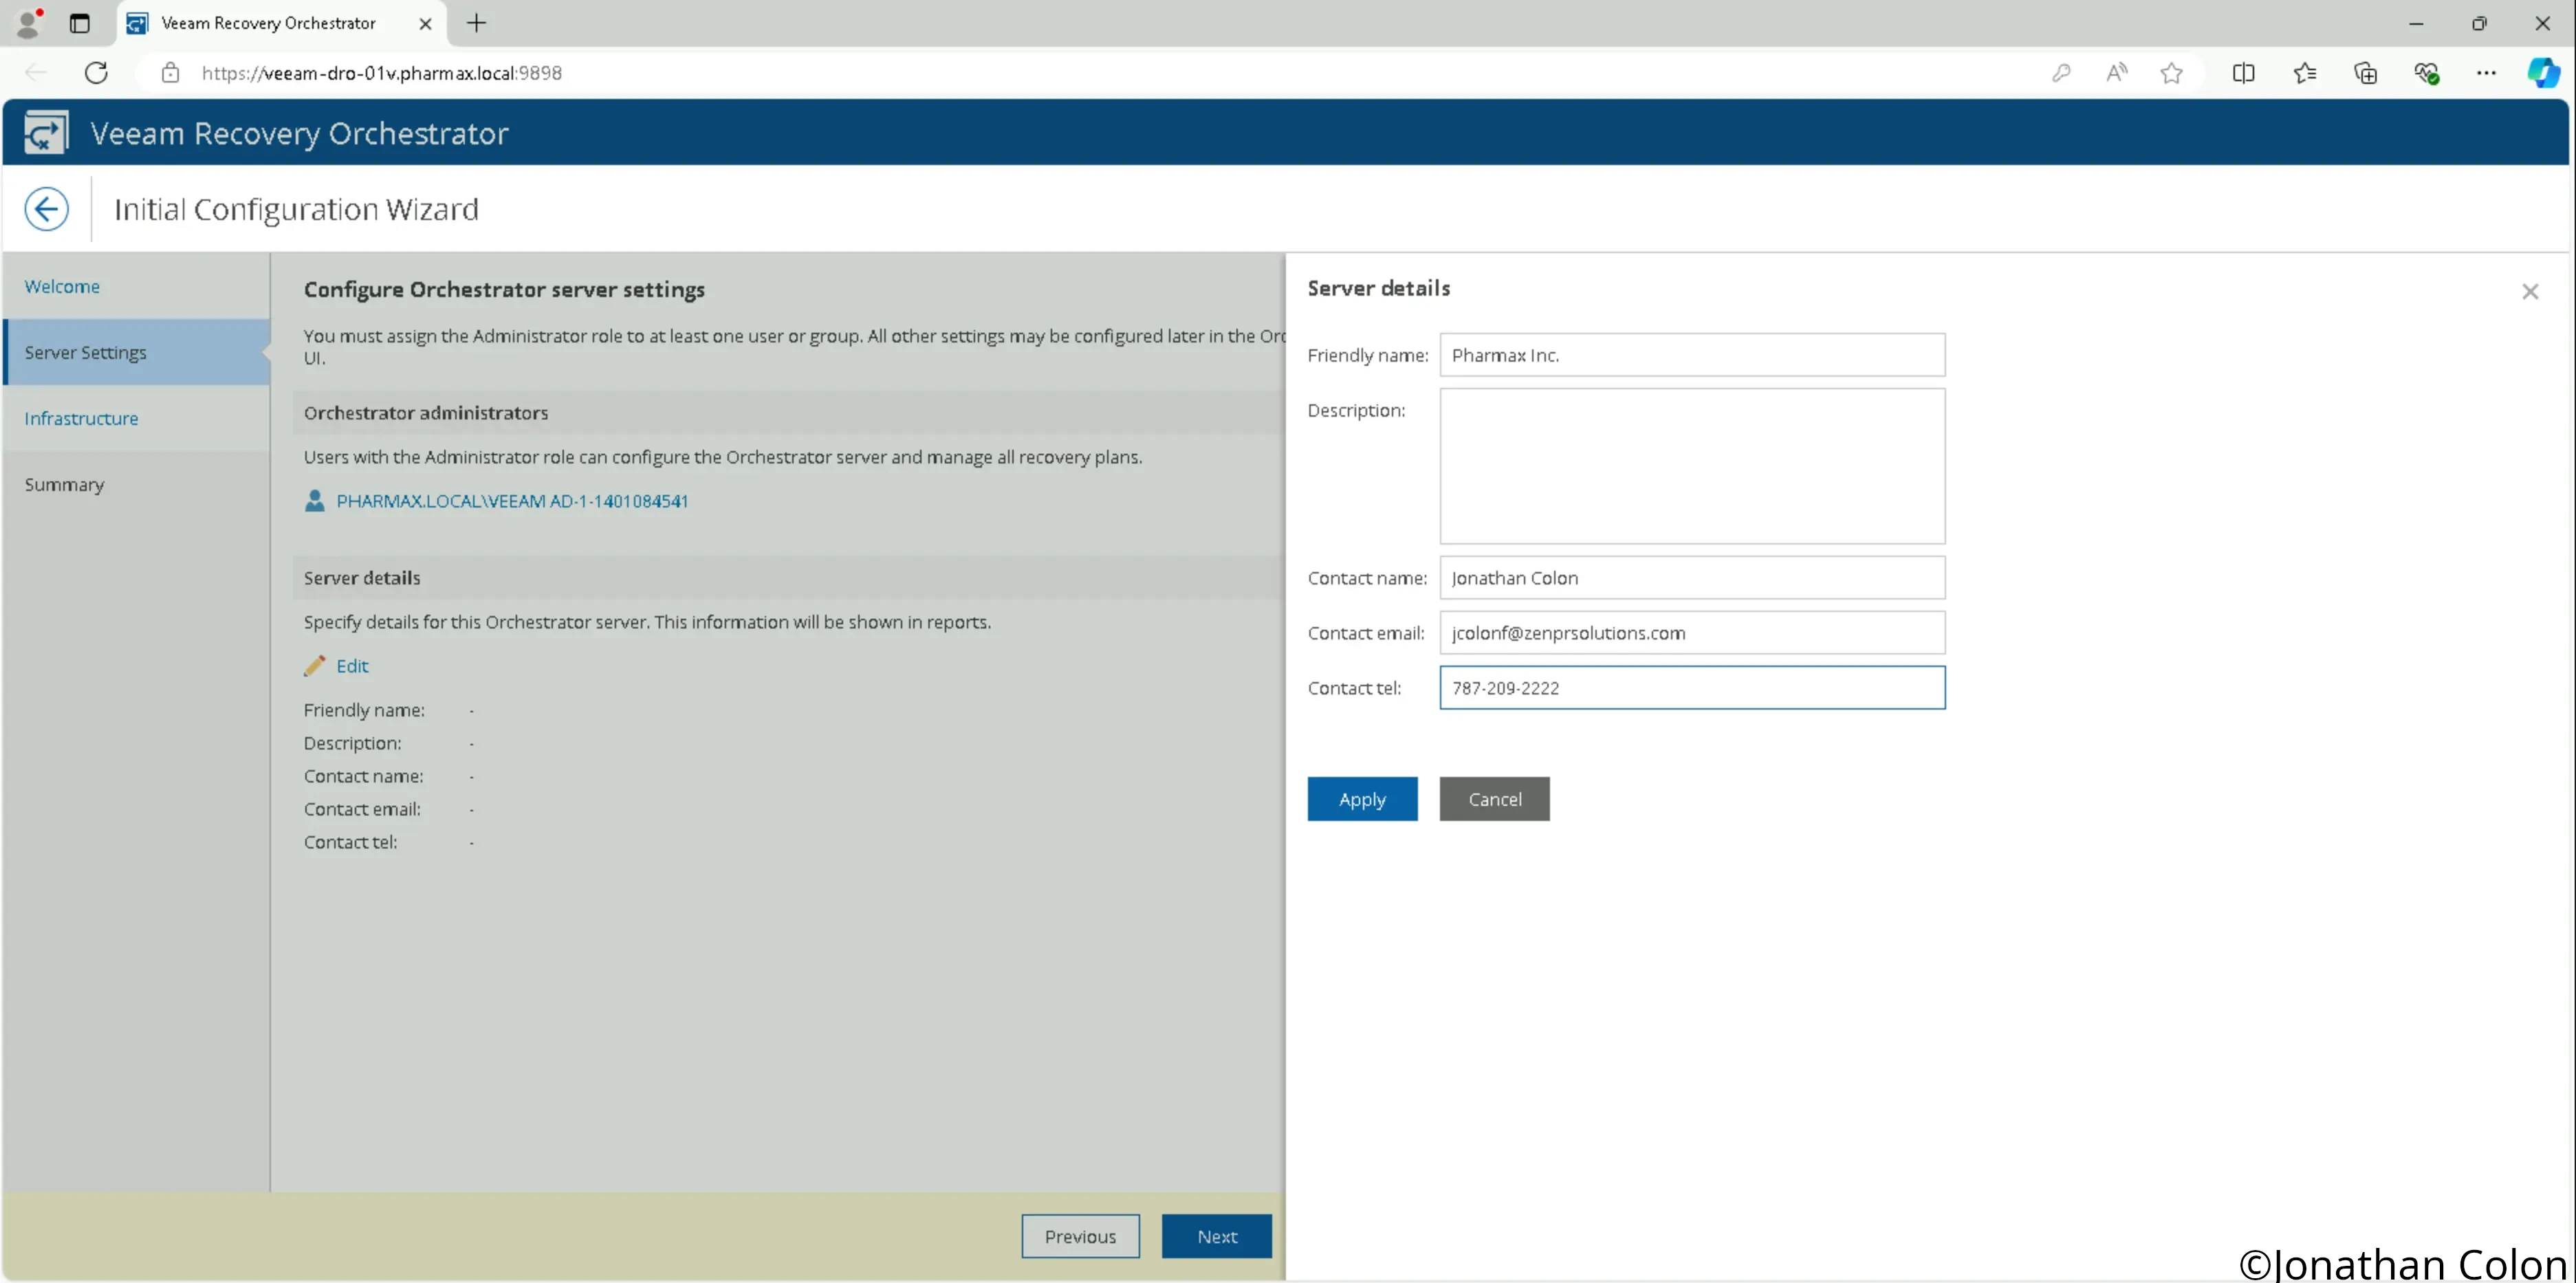 Veeam Recovery Orchestrator
https://veeam-dro-01v.pharmax.local:9898
Veeam Recovery Orchestrator
Initial Configuration Wizard
Welcome
Server Settings
Infrastructure
Summary
Configure Orchestrator server settings
You must assign the Administrator role to at least one user or group. All other settings may be configured later in the Orc
UI.
Orchestrator administrators
Users with the Administrator role can configure the Orchestrator server and manage all recovery plans.
PHARMAX.LOCAL\VEEAM AD-1-1401084541
Server details
Specify details for this Orchestrator server. This information will be shown in reports.
Edit
Friendly name: -
Description: -
Contact name: -
Contact email: -
Contact tel: -
Previous Next
Server details
Friendly name: Pharmax Inc.
Description:
Contact name: Jonathan Colon
Contact email: jcolonf@zenprsolutions.com
Contact tel: 787-209-2222
Apply Cancel
©Jonathan Colon